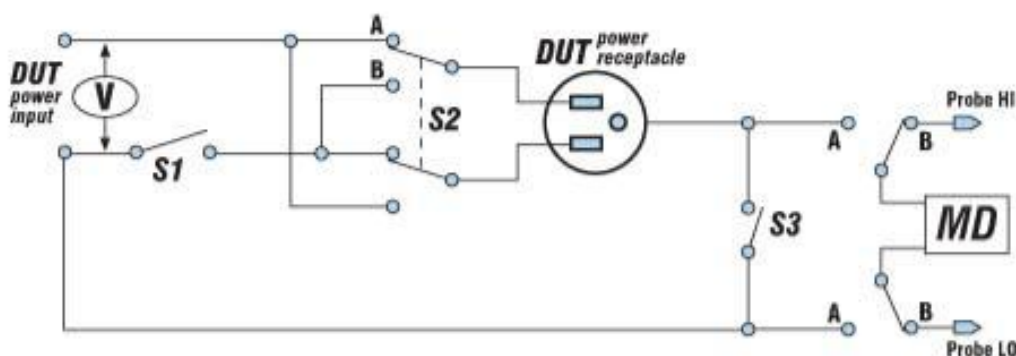 DUT
power
input
V
S1
A
B
S2
DUT power
receptacle
S3
A
B
Probe HI
MD
A
B
Probe LO